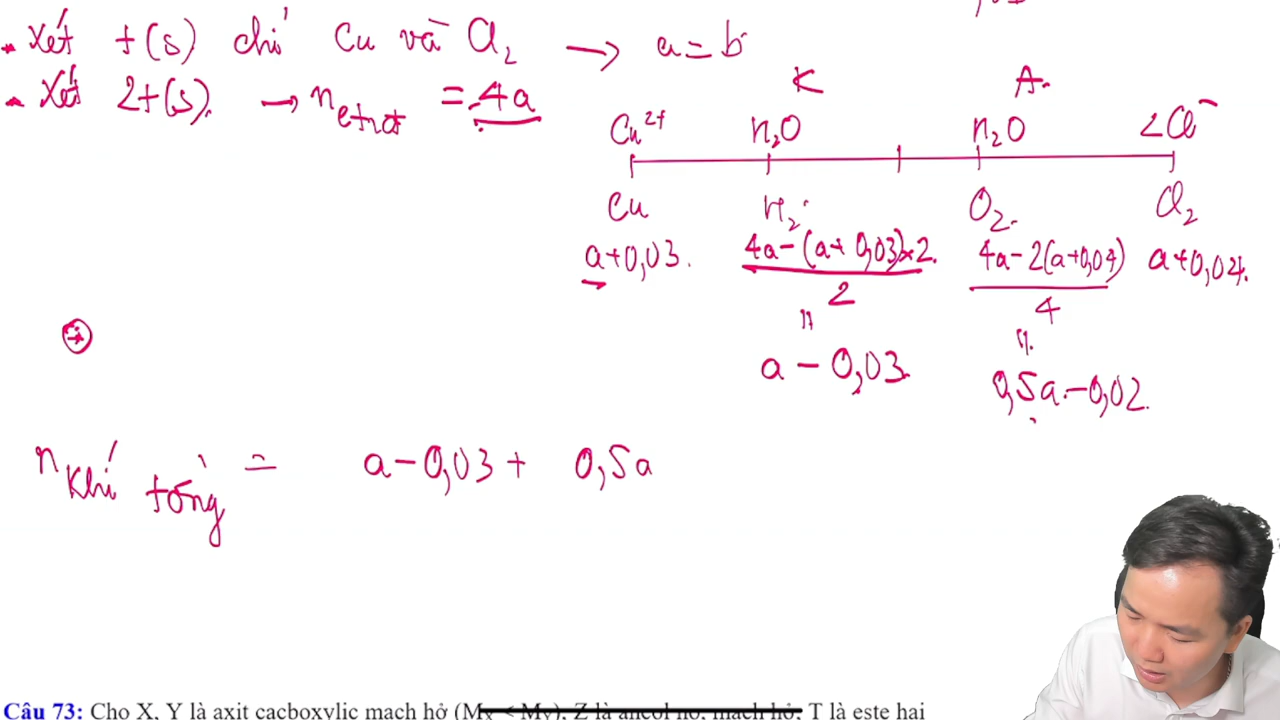 • Xét t(s) chỉ Cu và Cl₂ → a = b
• Xét 2t(s). → n e trđ = 4a
K A.
Cu²⁺ H₂O H₂O 2Cl⁻
Cu H₂ O₂. Cl₂
a+0,03. 4a-(a+0,03)×2. 4a-2(a+0,04) a+0,04.
2 4
" "
a - 0,03. 0,5a - 0,02.
n khí tổng = a - 0,03 + 0,5a
Câu 73: Cho X, Y là axit cacboxylic mạch hở (Mx < My), Z là ancol no, mạch hở; T là este hai